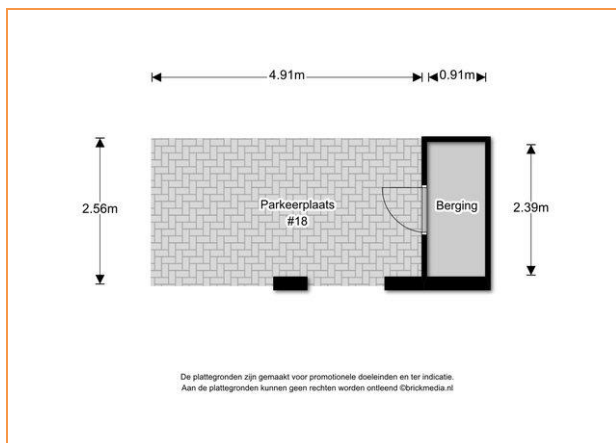 4.91m
0.91m
2.56m
Parkeerplaats
#18
Berging
2.39m
De plattegronden zijn gemaakt voor promotionele doeleinden en ter indicatie.
Aan de plattegronden kunnen geen rechten worden ontleend ©brickmedia.nl